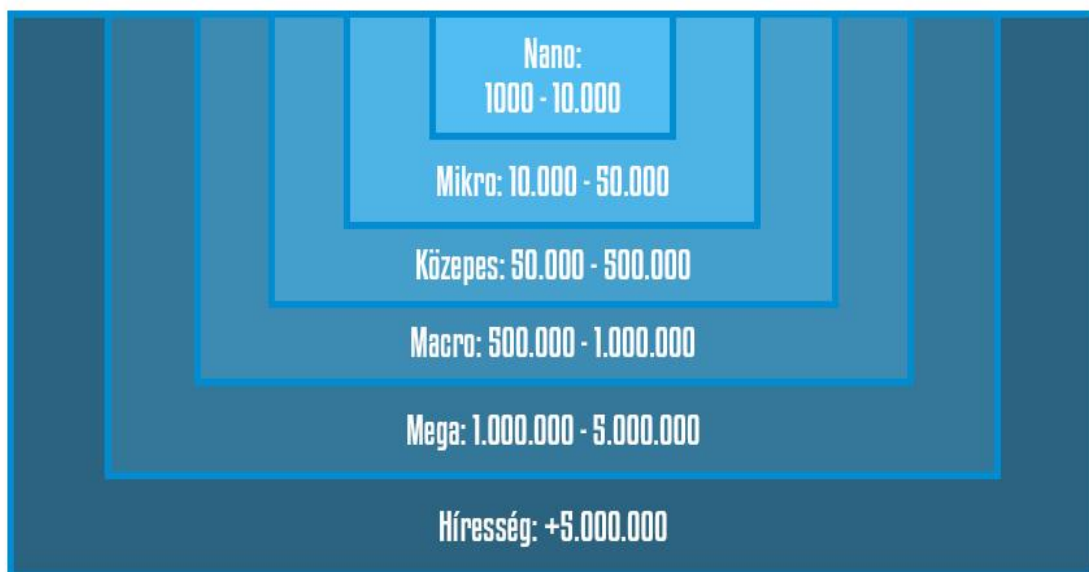 Nano:
1000 - 10.000
Mikro: 10.000 - 50.000
Közepes: 50.000 - 500.000
Macro: 500.000 - 1.000.000
Mega: 1.000.000 - 5.000.000
Híresség: +5.000.000